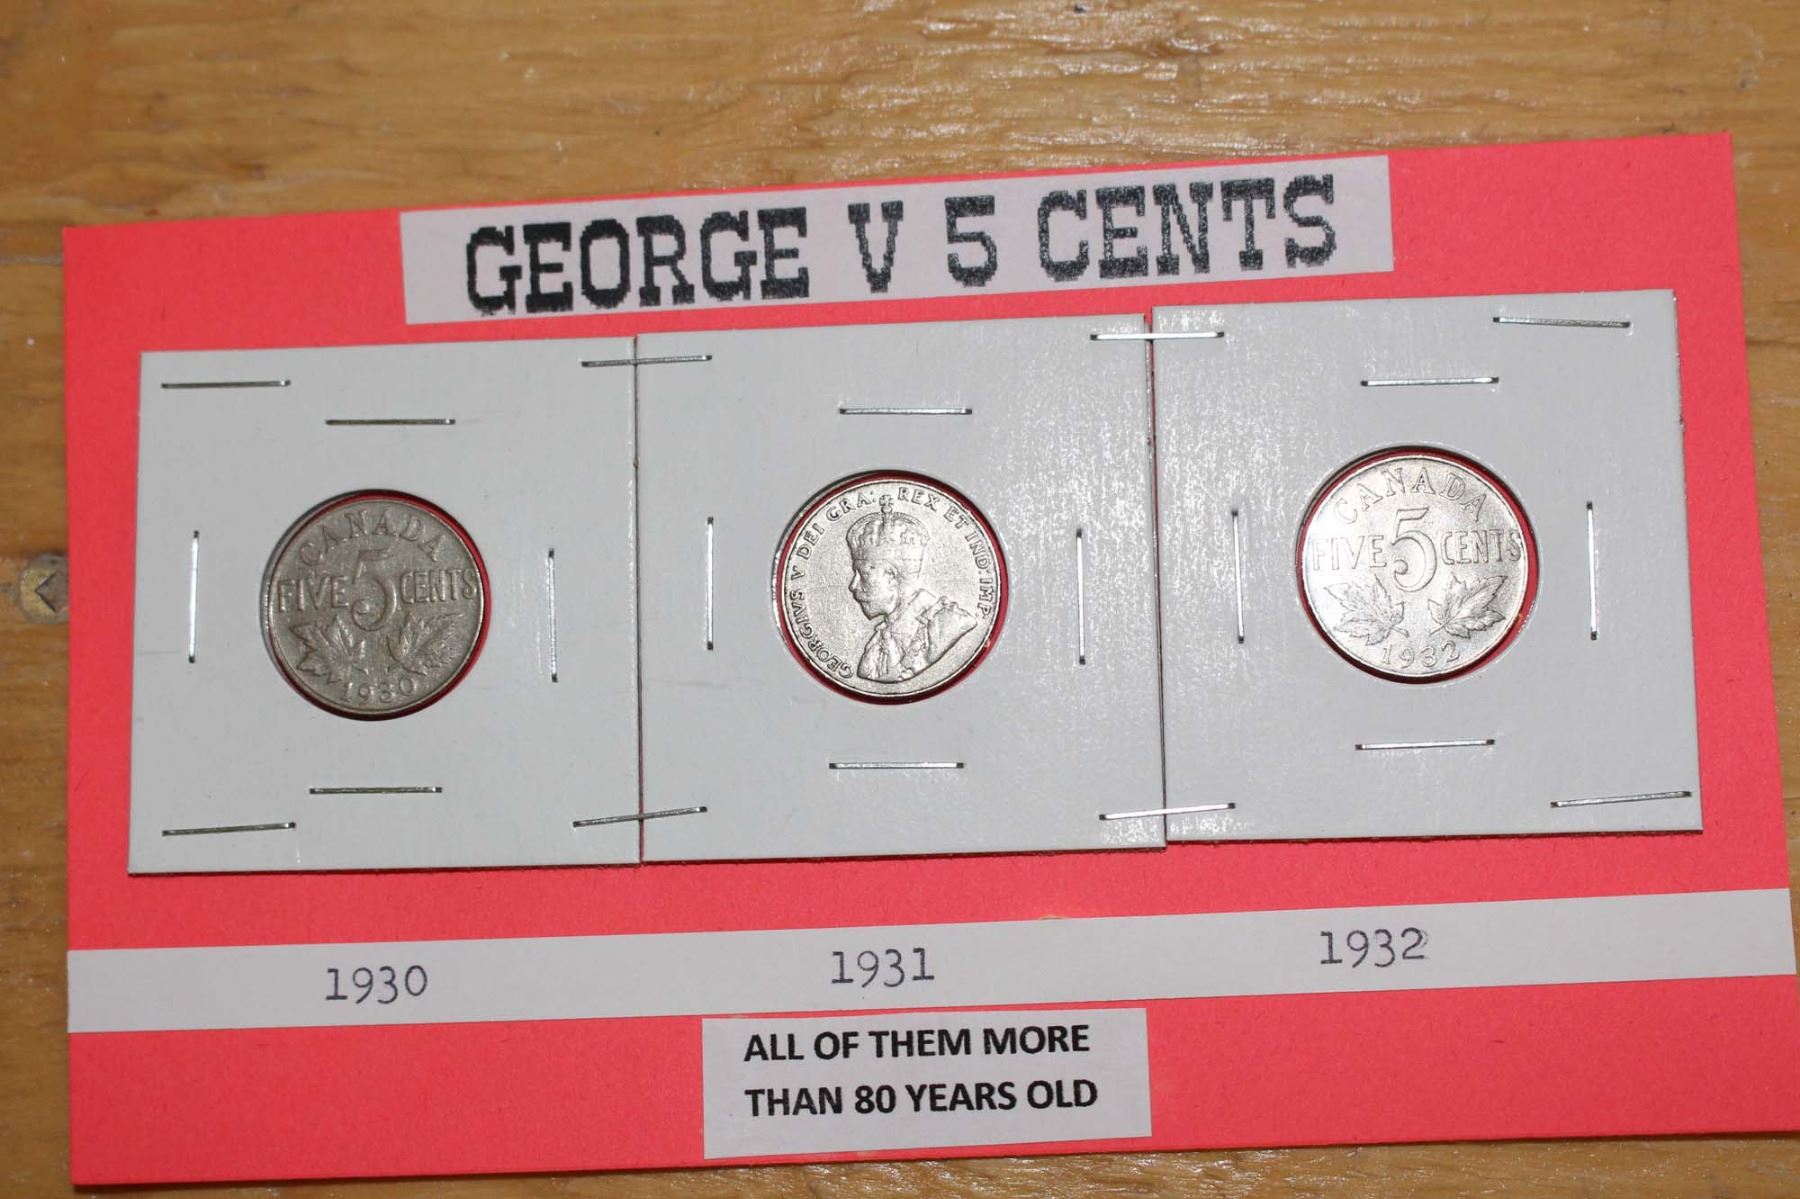 GEORGE V 5 CENTS
CANADA
FIVE 5 CENTS
1930
GEORGIVS V DEI GRA: REX ET IND: IMP:
CANADA
FIVE 5 CENTS
1932
1930
1931
1932
ALL OF THEM MORE
THAN 80 YEARS OLD